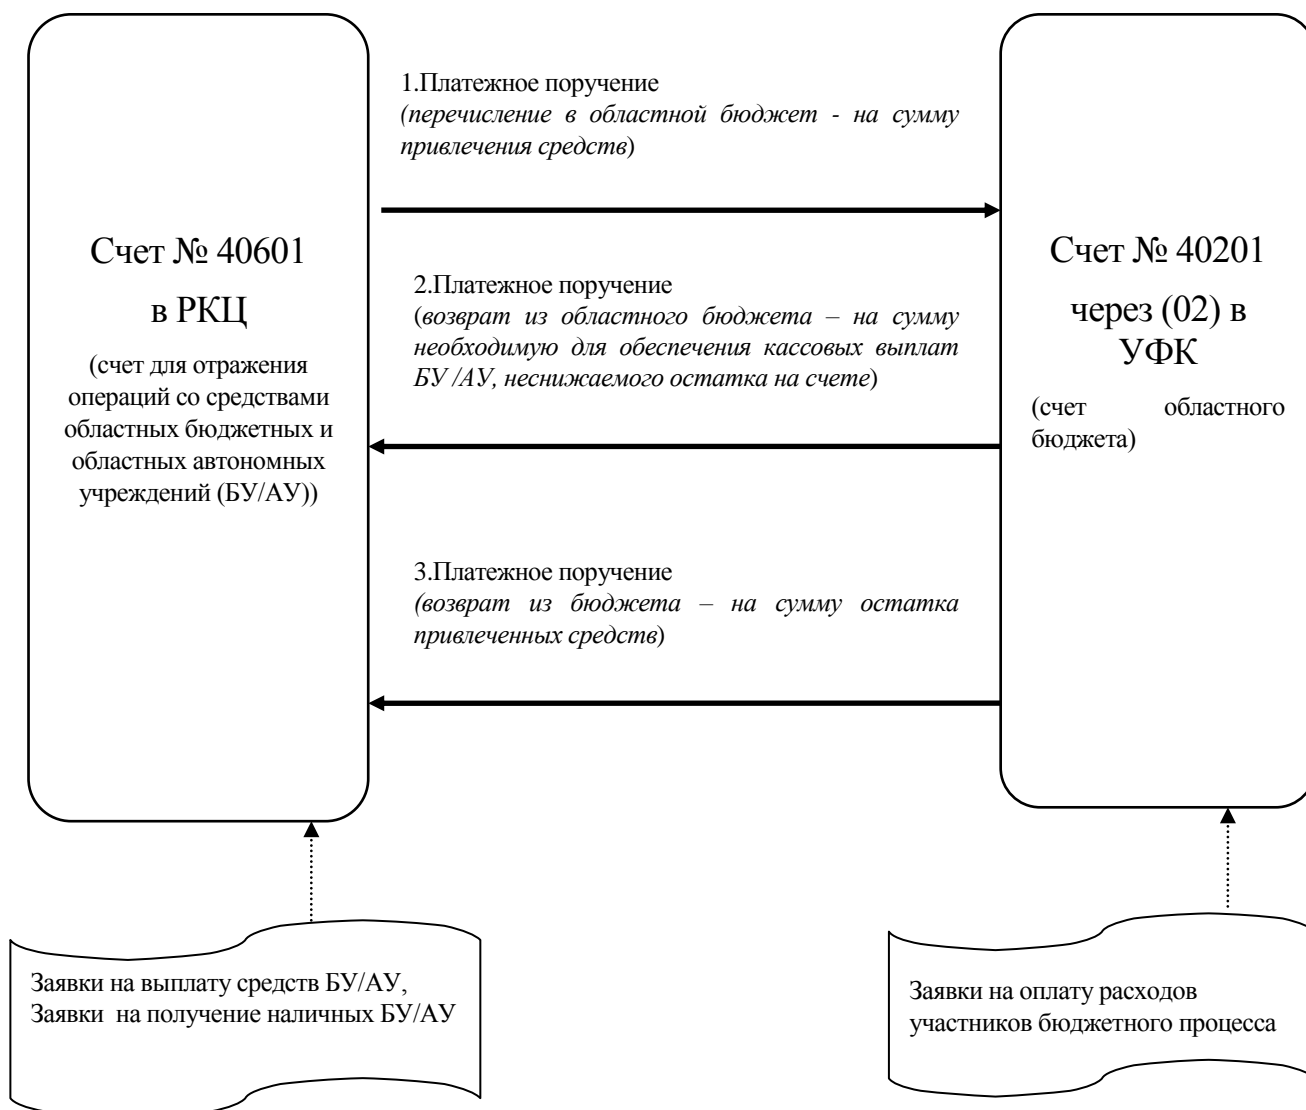 Счет № 40601
в РКЦ
(счет для отражения
операций со средствами
областных бюджетных и
областных автономных
учреждений (БУ/АУ))
1.Платежное поручение
(перечисление в областной бюджет - на сумму
привлечения средств)
2.Платежное поручение
(возврат из областного бюджета – на сумму
необходимую для обеспечения кассовых выплат
БУ /АУ, неснижаемого остатка на счете)
3.Платежное поручение
(возврат из бюджета – на сумму остатка
привлеченных средств)
Счет № 40201
через (02) в
УФК
(счет областного
бюджета)
Заявки на выплату средств БУ/АУ,
Заявки на получение наличных БУ/АУ
Заявки на оплату расходов
участников бюджетного процесса